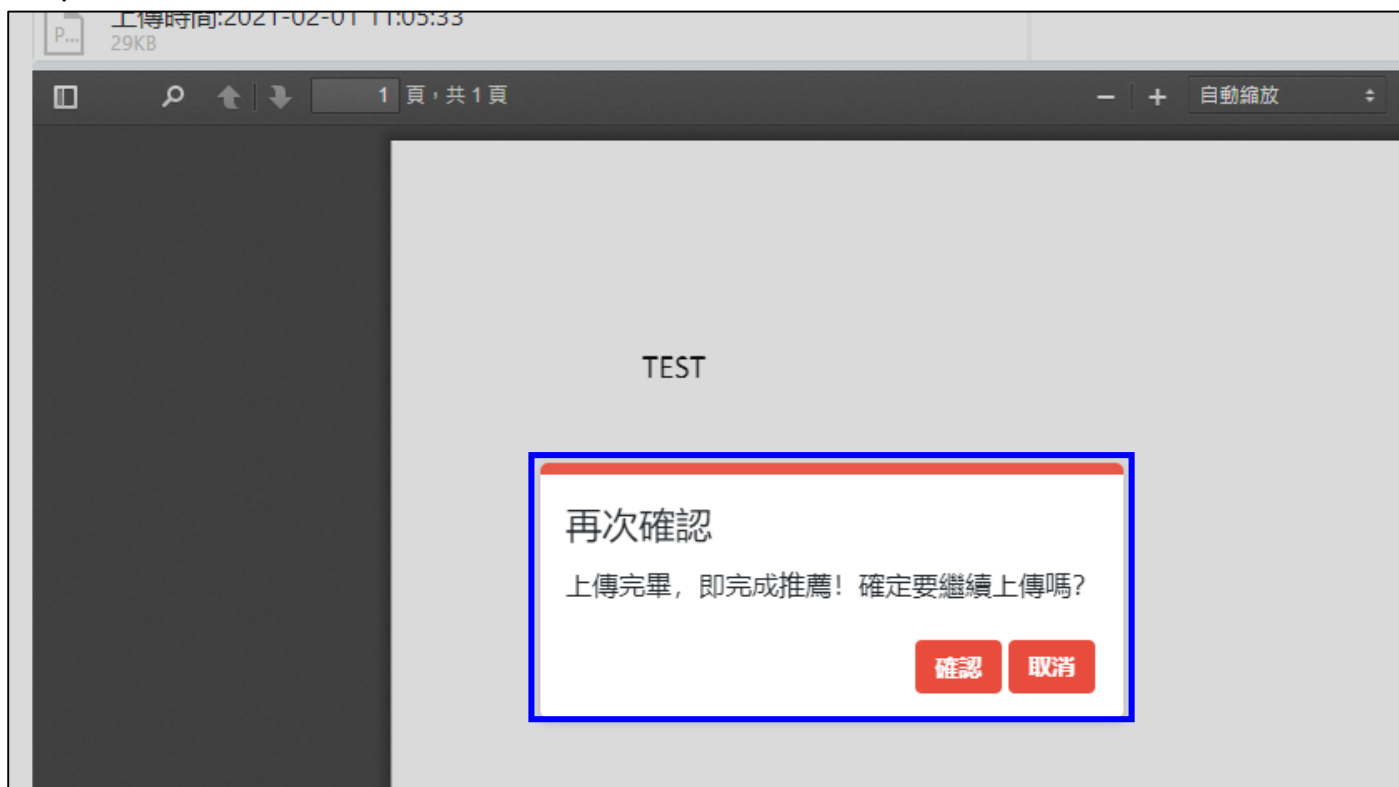 上傳時間:2021-02-01 11:05:33
P...
29KB
1 頁，共 1 頁
自動縮放
TEST
再次確認
上傳完畢，即完成推薦！確定要繼續上傳嗎？
確認 取消